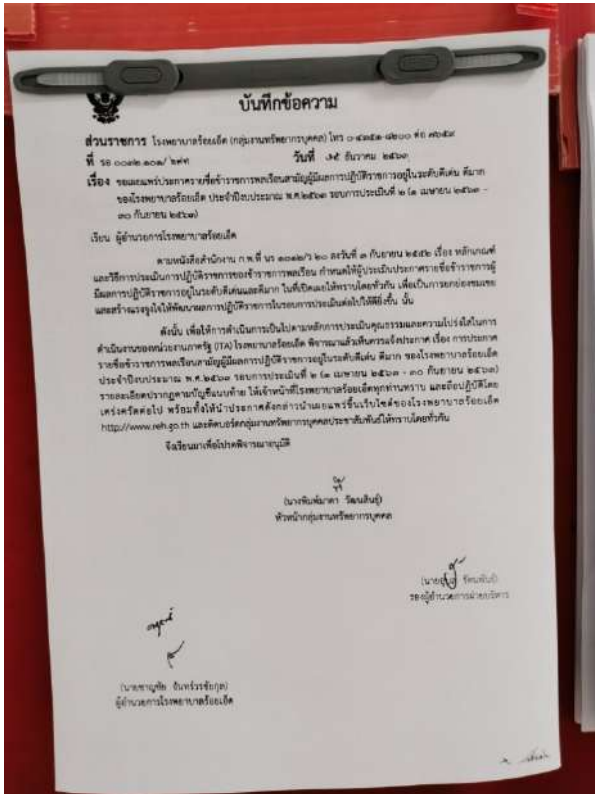 บันทึกข้อความ
ส่วนราชการ โรงพยาบาลร้อยเอ็ด (กลุ่มงานทรัพยากรบุคคล) โทร ๐-๔๓๕๑-๘๒๐๐ ต่อ ๗๖๕๙
ที่ รอ ๐๐๓๒.๑๐๑/ วันที่ ๒๕ ธันวาคม ๒๕๖๓
เรื่อง ขอเผยแพร่ประกาศรายชื่อข้าราชการพลเรือนสามัญผู้มีผลการปฏิบัติราชการอยู่ในระดับดีเด่น ดีมาก
ของโรงพยาบาลร้อยเอ็ด ประจำปีงบประมาณ พ.ศ.๒๕๖๓ รอบการประเมินที่ ๒ (๑ เมษายน ๒๕๖๓ -
๓๐ กันยายน ๒๕๖๓)
เรียน ผู้อำนวยการโรงพยาบาลร้อยเอ็ด
ตามหนังสือสำนักงาน ก.พ.ที่ นร ๑๐๑๒/ว ๒๐ ลงวันที่ ๓ กันยายน ๒๕๕๒ เรื่อง หลักเกณฑ์
และวิธีการประเมินการปฏิบัติราชการของข้าราชการพลเรือน กำหนดให้ผู้ประเมินประกาศรายชื่อข้าราชการผู้
มีผลการปฏิบัติราชการอยู่ในระดับดีเด่นและดีมาก ในที่เปิดเผยให้ทราบโดยทั่วกัน เพื่อเป็นการยกย่องชมเชย
และสร้างแรงจูงใจให้พัฒนาผลการปฏิบัติราชการในรอบการประเมินต่อไปให้ดียิ่งขึ้น นั้น
ดังนั้น เพื่อให้การดำเนินการเป็นไปตามหลักการประเมินคุณธรรมและความโปร่งใสในการ
ดำเนินงานของหน่วยงานภาครัฐ (ITA) โรงพยาบาลร้อยเอ็ด พิจารณาแล้วเห็นควรแจ้งประกาศ เรื่อง การประกาศ
รายชื่อข้าราชการพลเรือนสามัญผู้มีผลการปฏิบัติราชการอยู่ในระดับดีเด่น ดีมาก ของโรงพยาบาลร้อยเอ็ด
ประจำปีงบประมาณ พ.ศ.๒๕๖๓ รอบการประเมินที่ ๒ (๑ เมษายน ๒๕๖๓ - ๓๐ กันยายน ๒๕๖๓)
รายละเอียดปรากฏตามบัญชีแนบท้าย ให้เจ้าหน้าที่โรงพยาบาลร้อยเอ็ดทุกท่านทราบ และถือปฏิบัติโดย
เคร่งครัดต่อไป พร้อมทั้งให้นำประกาศดังกล่าวนำเผยแพร่ขึ้นเว็บไซต์ของโรงพยาบาลร้อยเอ็ด
http://www.reh.go.th และติดบอร์ดกลุ่มงานทรัพยากรบุคคลประชาสัมพันธ์ให้ทราบโดยทั่วกัน
จึงเรียนมาเพื่อโปรดพิจารณาอนุมัติ
(นางพิมพ์มาดา วัฒนสินธุ์)
หัวหน้ากลุ่มงานทรัพยากรบุคคล
รองผู้อำนวยการฝ่ายบริหาร
(นายชาญชัย จันทร์วรชัยกุล)
ผู้อำนวยการโรงพยาบาลร้อยเอ็ด